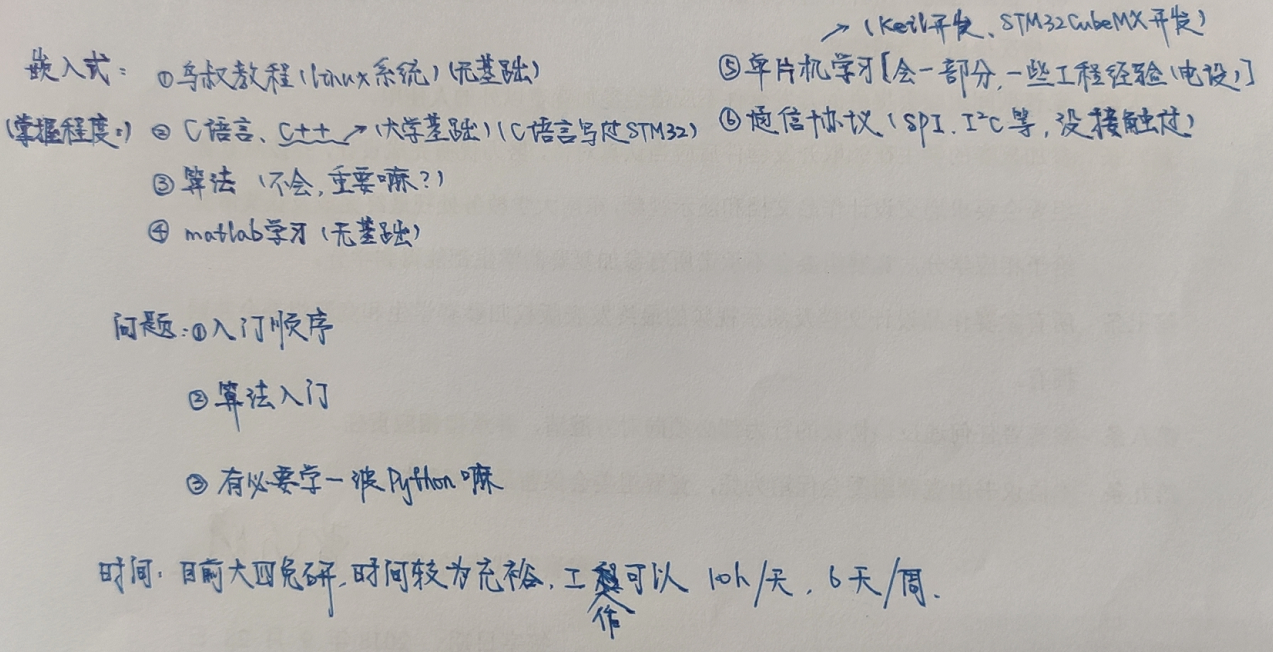 嵌入式: ①鸟叔教程(linux系统)(无基础)
(掌握程度:) ② C语言、C++ → (大学基础)(C语言写过STM32)
③ 算法 (不会,重要嘛?)
④ matlab学习(无基础)
→ (Keil开发、STM32CubeMX开发)
⑤单片机学习[会一部分,一些工程经验(电设)]
⑥通信协议(SPI、I²C等,没接触过)
问题:①入门顺序
②算法入门
③有必要学一波Python嘛
时间:目前大四免研,时间较为充裕,工作可以 10h/天,6天/周.